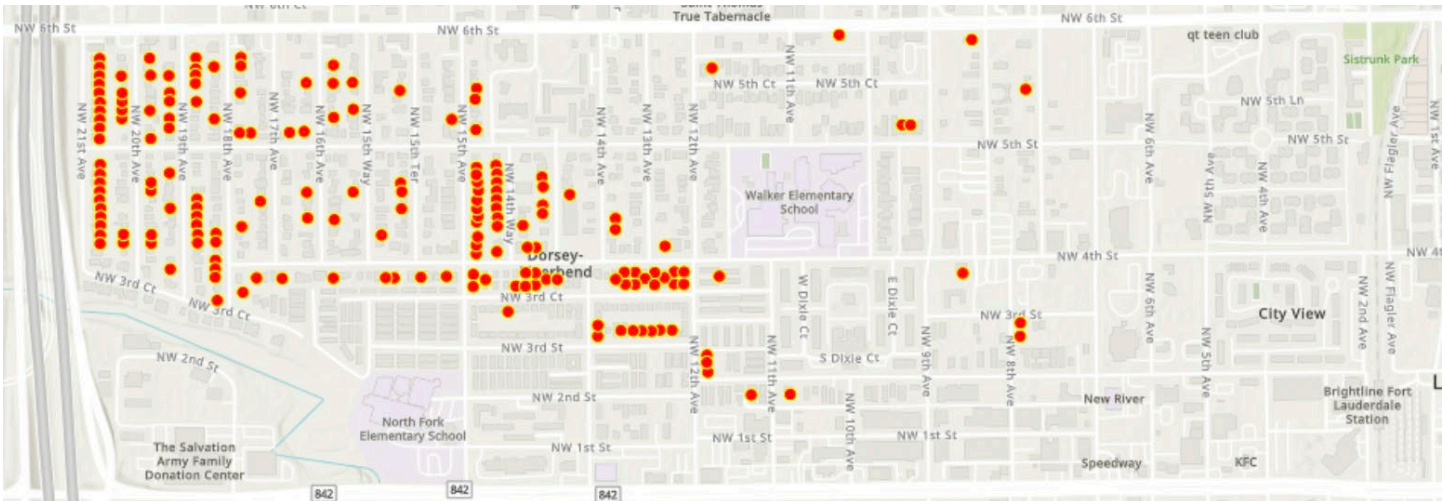 NW 6th St
NW 6th St
NW 6th St
True Tabernacle
qt teen club
Sistrunk Park
NW 5th Ct
NW 5th Ct
NW 11th Ave
NW 5th Ln
NW 5th St
NW 5th St
NW 21st Ave
NW 20th Ave
NW 19th Ave
NW 18th Ave
NW 17th Ave
NW 16th Ave
NW 15th Way
NW 15th Ter
NW 15th Ave
NW 14th Way
NW 14th Ave
NW 13th Ave
NW 12th Ave
NW 6th Ave
NW 5th Ave
NW 4th Ave
NW Flagler Ave
NW 1st Ave
Walker Elementary
School
NW 4th St
NW 3rd Ct
NW 3rd Ct
NW 3rd Ct
W Dixie Ct
E Dixie Ct
NW 3rd St
NW 6th Ave
City View
NW 2nd Ave
NW Flagler Ave
NW 2nd St
NW 3rd St
NW 12th Ave
NW 11th Ave
S Dixie Ct
NW 9th Ave
NW 8th Ave
NW 5th Ave
NW 2nd St
New River
Brightline Fort
Lauderdale
Station
North Fork
Elementary School
NW 1st St
NW 1st St
NW 10th Ave
NW 1st St
The Salvation
Army Family
Donation Center
Speedway
KFC
842
842
842